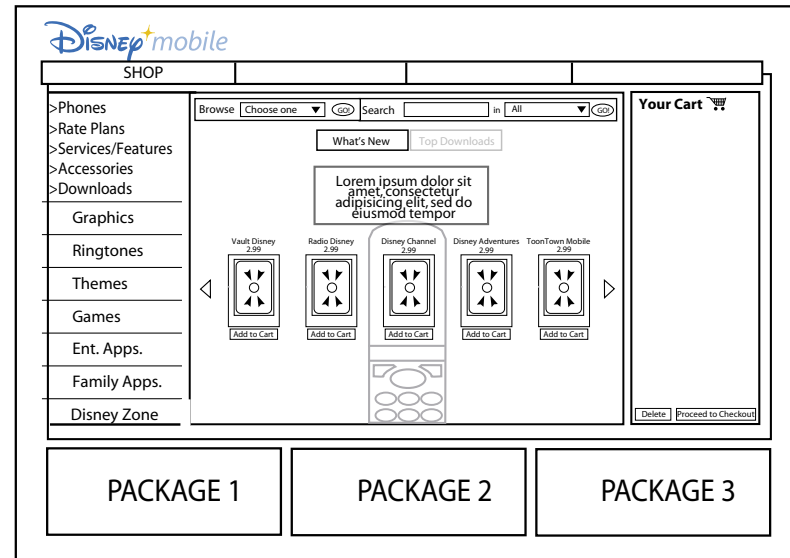 Disney mobile
SHOP
>Phones
>Rate Plans
>Services/Features
>Accessories
>Downloads
Graphics
Ringtones
Themes
Games
Ent. Apps.
Family Apps.
Disney Zone
Browse Choose one GO! Search in All GO!
What's New Top Downloads
Lorem ipsum dolor sit
amet, consectetur
adipisicing elit, sed do
eiusmod tempor
Vault Disney Radio Disney Disney Channel Disney Adventures ToonTown Mobile
2.99 2.99 2.99 2.99 2.99
Add to Cart Add to Cart Add to Cart Add to Cart Add to Cart
Your Cart
Delete Proceed to Checkout
PACKAGE 1 PACKAGE 2 PACKAGE 3